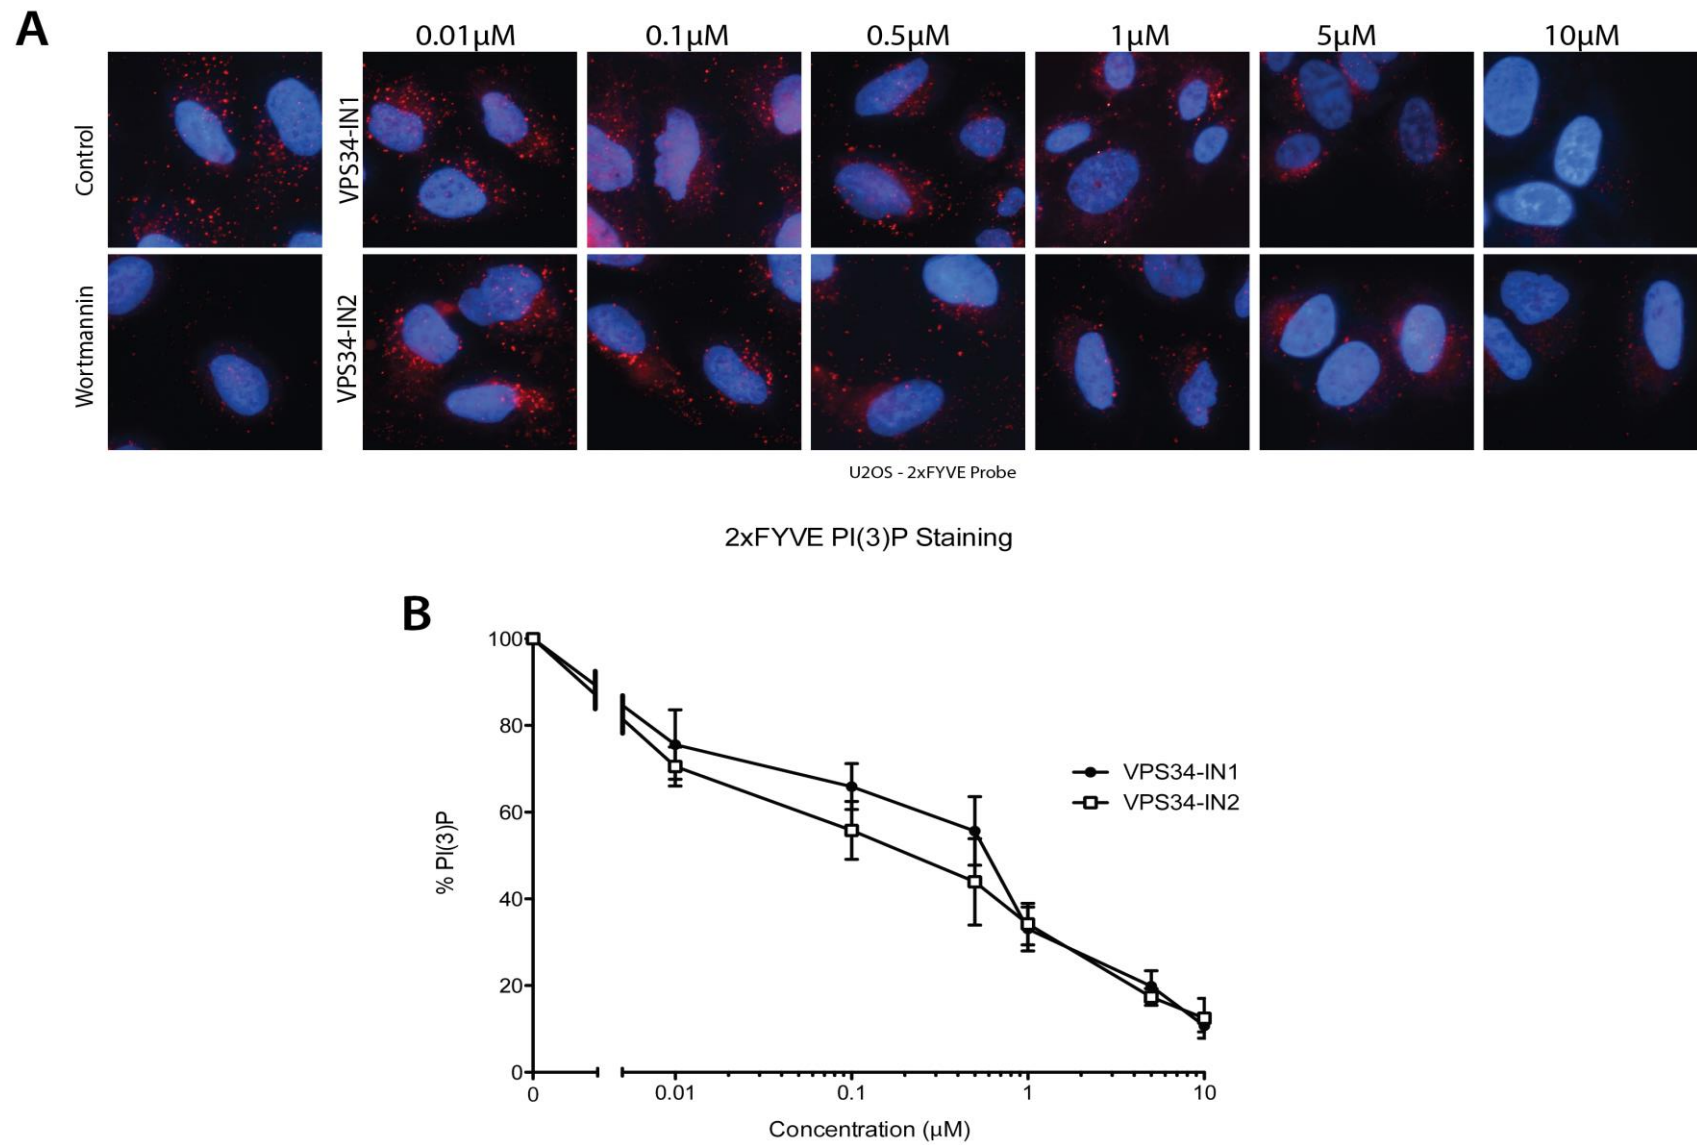 A
0.01µM 0.1µM 0.5µM 1µM 5µM 10µM
Control
VPS34-IN1
Wortmannin
VPS34-IN2
U2OS - 2xFYVE Probe
2xFYVE PI(3)P Staining
B
100
80
60
40
20
0
% PI(3)P
VPS34-IN1
VPS34-IN2
0 0.01 0.1 1 10
Concentration (µM)